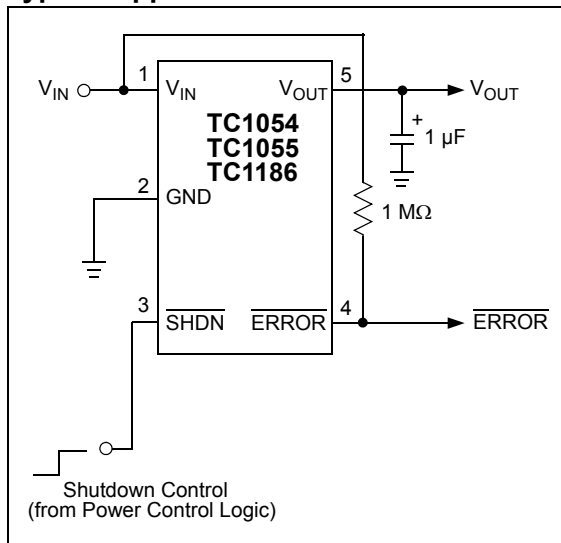 V_IN
1
V_IN
V_OUT
5
V_OUT
TC1054
TC1055
TC1186
+
1 µF
2
GND
1 MΩ
3
SHDN
ERROR
4
ERROR
Shutdown Control
(from Power Control Logic)